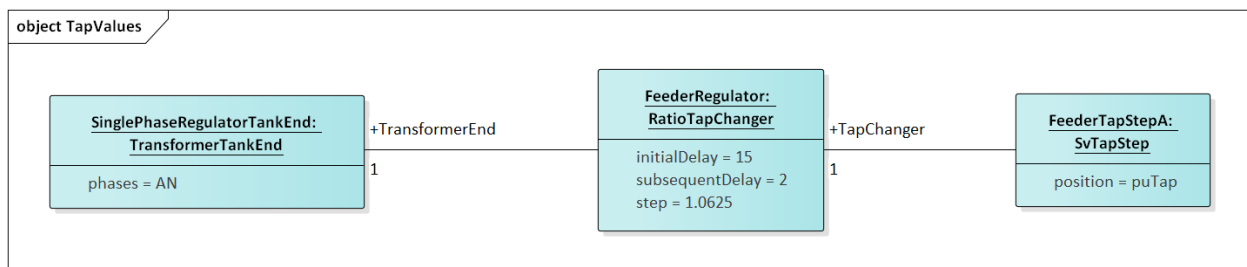 object TapValues
SinglePhaseRegulatorTankEnd:
TransformerTankEnd
phases = AN
+TransformerEnd
1
FeederRegulator:
RatioTapChanger
initialDelay = 15
subsequentDelay = 2
step = 1.0625
+TapChanger
1
FeederTapStepA:
SvTapStep
position = puTap